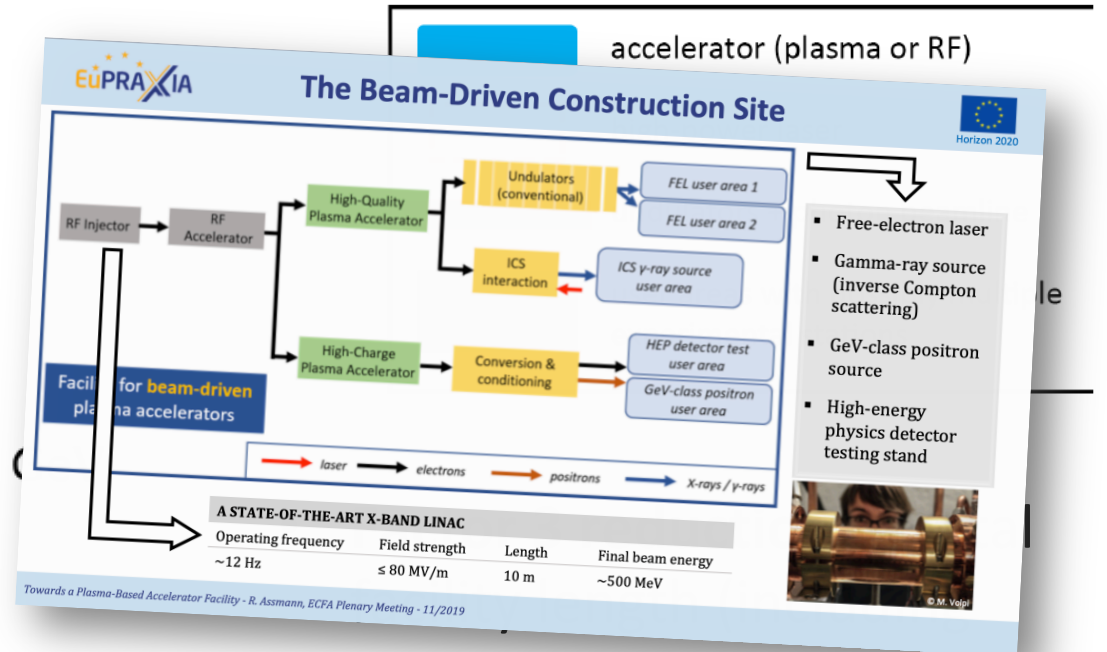 accelerator (plasma or RF)
EuPRAXIA
The Beam-Driven Construction Site
Horizon 2020
RF Injector
RF
Accelerator
High-Quality
Plasma Accelerator
Undulators
(conventional)
FEL user area 1
FEL user area 2
ICS
interaction
ICS γ-ray source
user area
High-Charge
Plasma Accelerator
Conversion &
conditioning
HEP detector test
user area
GeV-class positron
user area
for beam-driven
accelerators
laser
electrons
positrons
X-rays / γ-rays
▪ Free-electron laser
▪ Gamma-ray source
(inverse Compton
scattering)
▪ GeV-class positron
source
▪ High-energy
physics detector
testing stand
A STATE-OF-THE-ART X-BAND LINAC
Operating frequency Field strength Length Final beam energy
~12 Hz ≤ 80 MV/m 10 m ~500 MeV
© M. Volpi
Towards a Plasma-Based Accelerator Facility - R. Assmann, ECFA Plenary Meeting - 11/2019